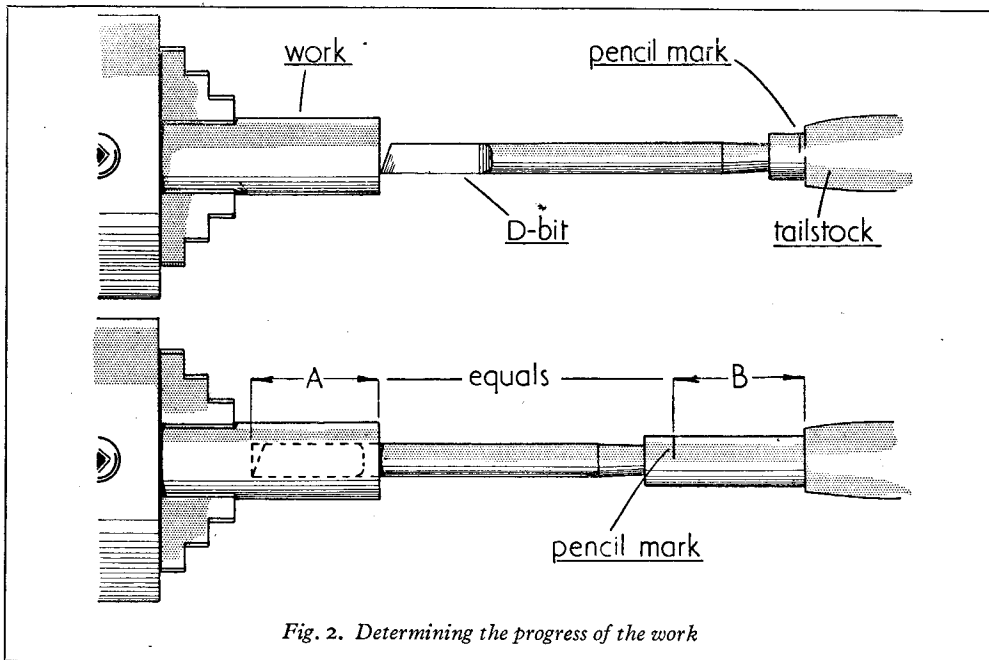 work
pencil mark
D-bit
tailstock
A
equals
B
pencil mark
Fig. 2. Determining the progress of the work